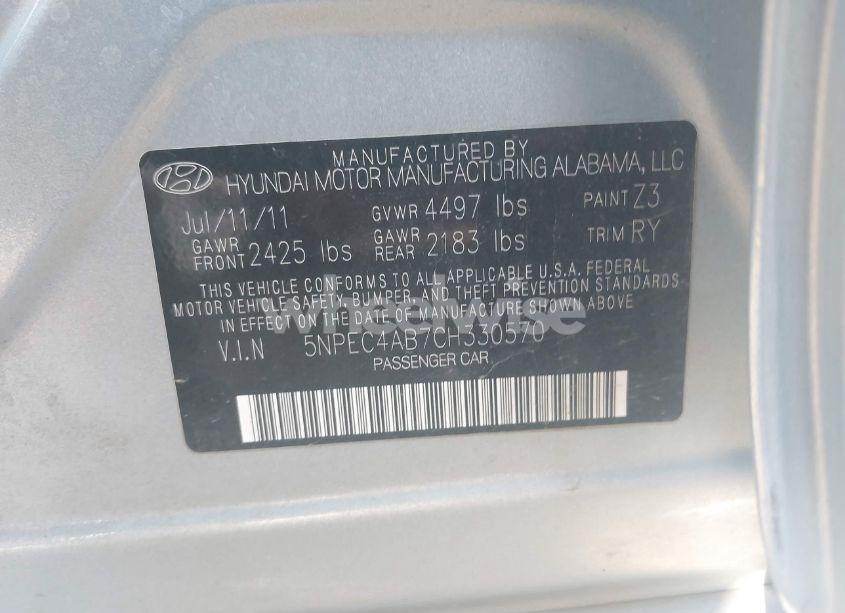 MANUFACTURED BY
HYUNDAI MOTOR MANUFACTURING ALABAMA, LLC
Jul/11/11 GVWR 4497 lbs PAINT Z3
GAWR FRONT 2425 lbs GAWR REAR 2183 lbs TRIM RY
THIS VEHICLE CONFORMS TO ALL APPLICABLE U.S.A. FEDERAL
MOTOR VEHICLE SAFETY, BUMPER, AND THEFT PREVENTION STANDARDS
IN EFFECT ON THE DATE OF MANUFACTURE SHOWN ABOVE
wheelwise
V.I.N 5NPEC4AB7CH330570
PASSENGER CAR